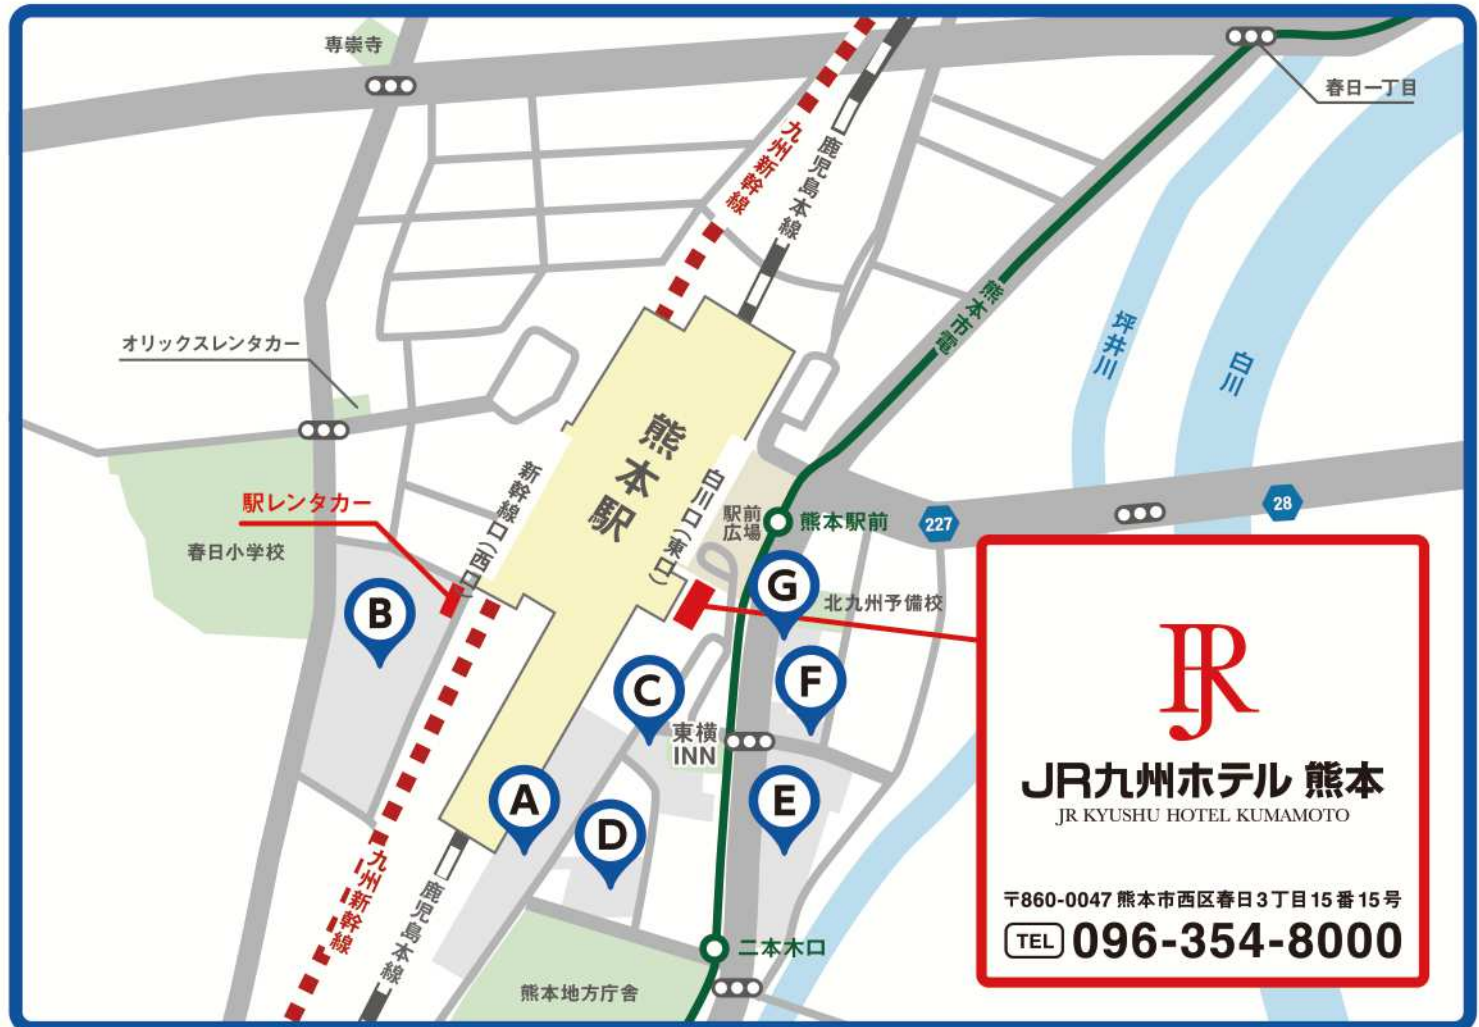 専崇寺
春日一丁目
九州新幹線
鹿児島本線
熊本市電
坪井川
白川
オリックスレンタカー
熊本駅
新幹線口(西口)
白川口(東口)
駅前
広場
熊本駅前
227
28
駅レンタカー
春日小学校
B
G
北九州予備校
C
F
東横
INN
A
D
E
九州新幹線
鹿児島本線
二本木口
熊本地方庁舎
JR
JR九州ホテル 熊本
JR KYUSHU HOTEL KUMAMOTO
〒860-0047 熊本市西区春日3丁目15番15号
TEL 096-354-8000